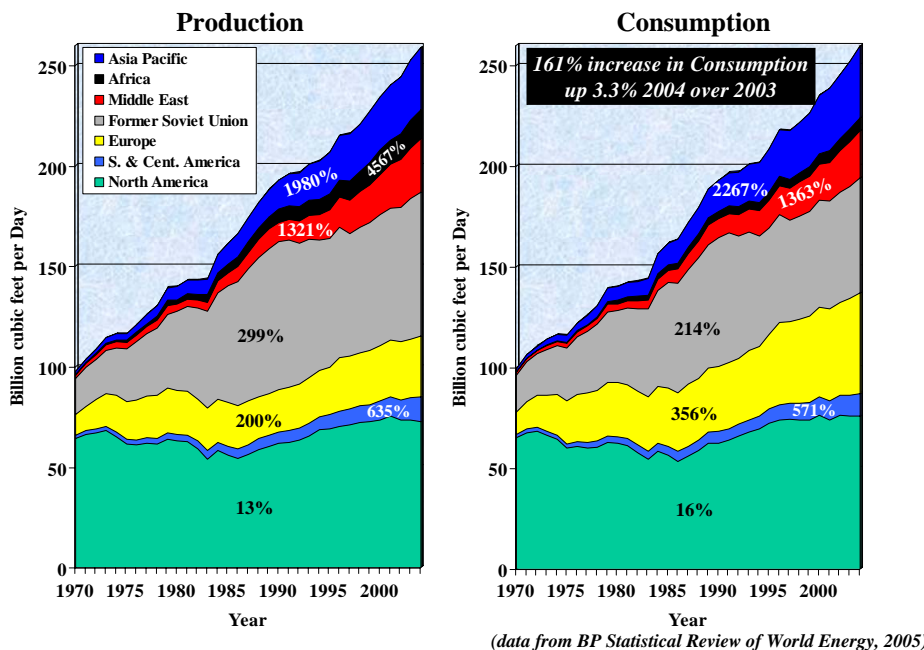 Production
Billion cubic feet per Day
250
200
150
100
50
0
Asia Pacific
Africa
Middle East
Former Soviet Union
Europe
S. & Cent. America
North America
1980%
4567%
1321%
299%
200%
635%
13%
1970 1975 1980 1985 1990 1995 2000
Year
Consumption
Billion cubic feet per Day
250
200
150
100
50
0
161% increase in Consumption
up 3.3% 2004 over 2003
2267%
1363%
214%
356%
571%
16%
1970 1975 1980 1985 1990 1995 2000
Year
(data from BP Statistical Review of World Energy, 2005)